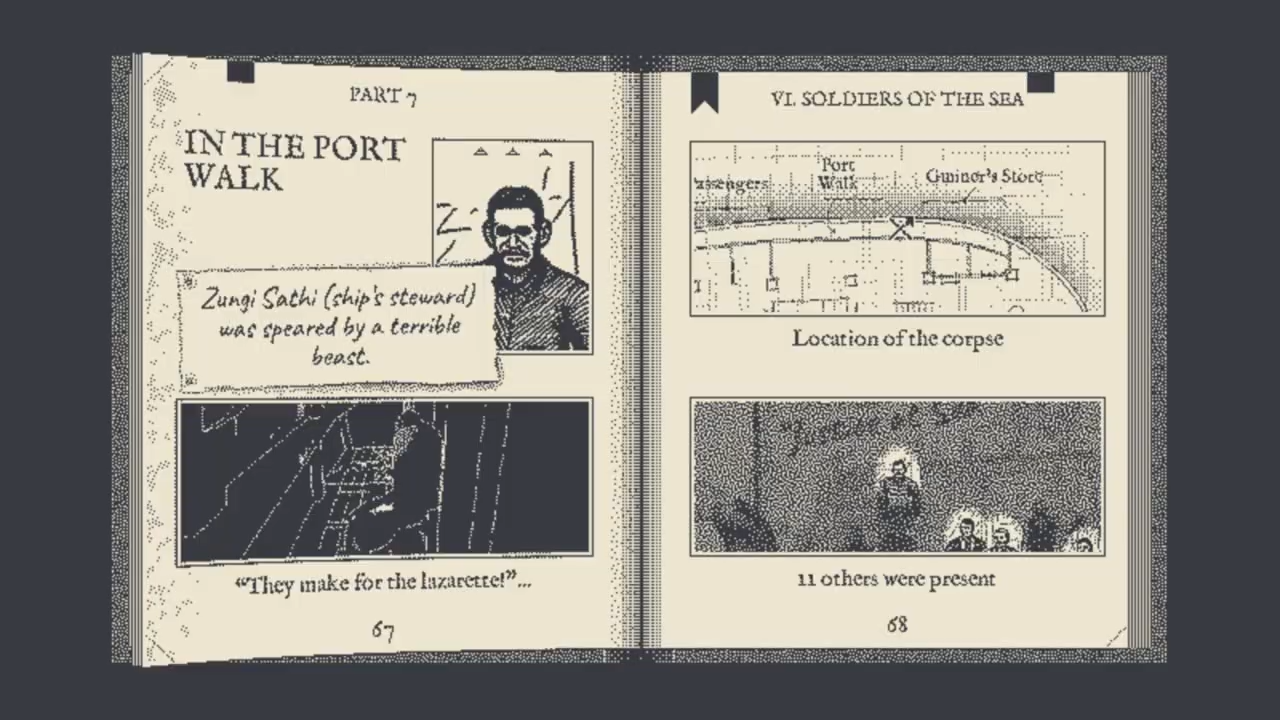 PART 7
IN THE PORT
WALK
Zungi Sathi (ship's steward)
was speared by a terrible
beast.
“They make for the lazarette!”...
67
VI. SOLDIERS OF THE SEA
Port
Walk
Gunner's Store
assengers
Location of the corpse
11 others were present
68